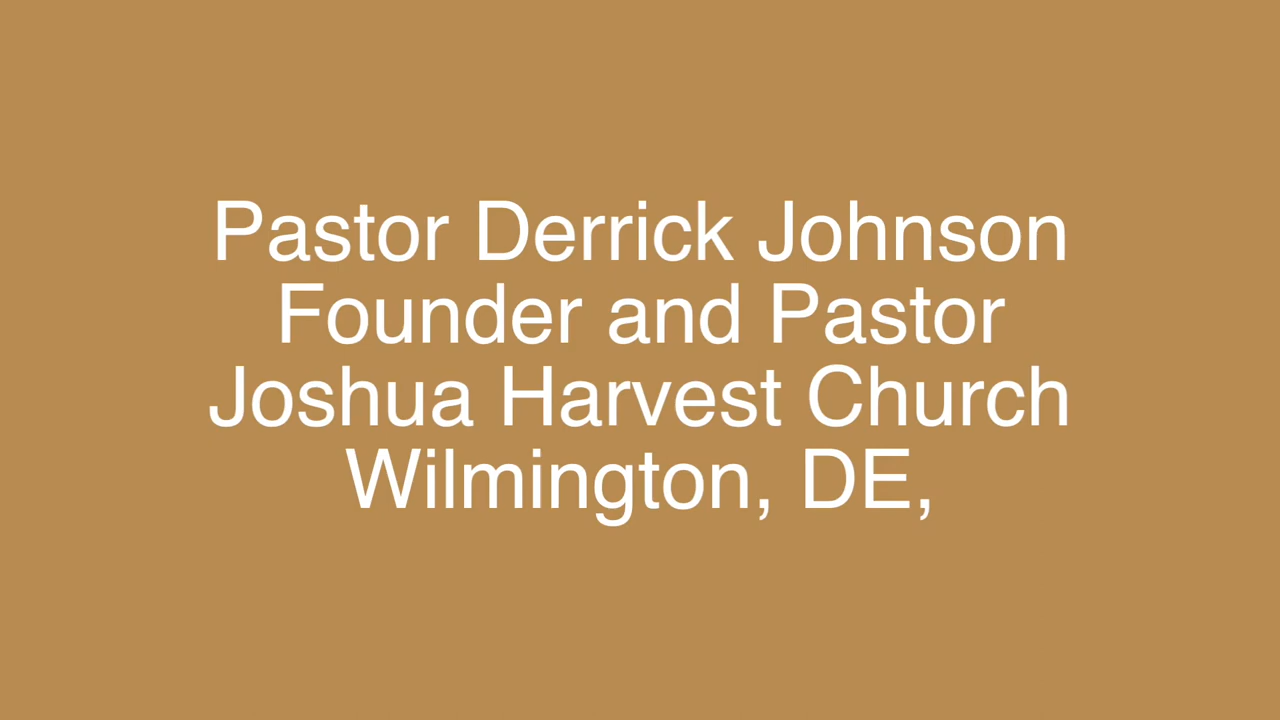 Pastor Derrick Johnson
Founder and Pastor
Joshua Harvest Church
Wilmington, DE,